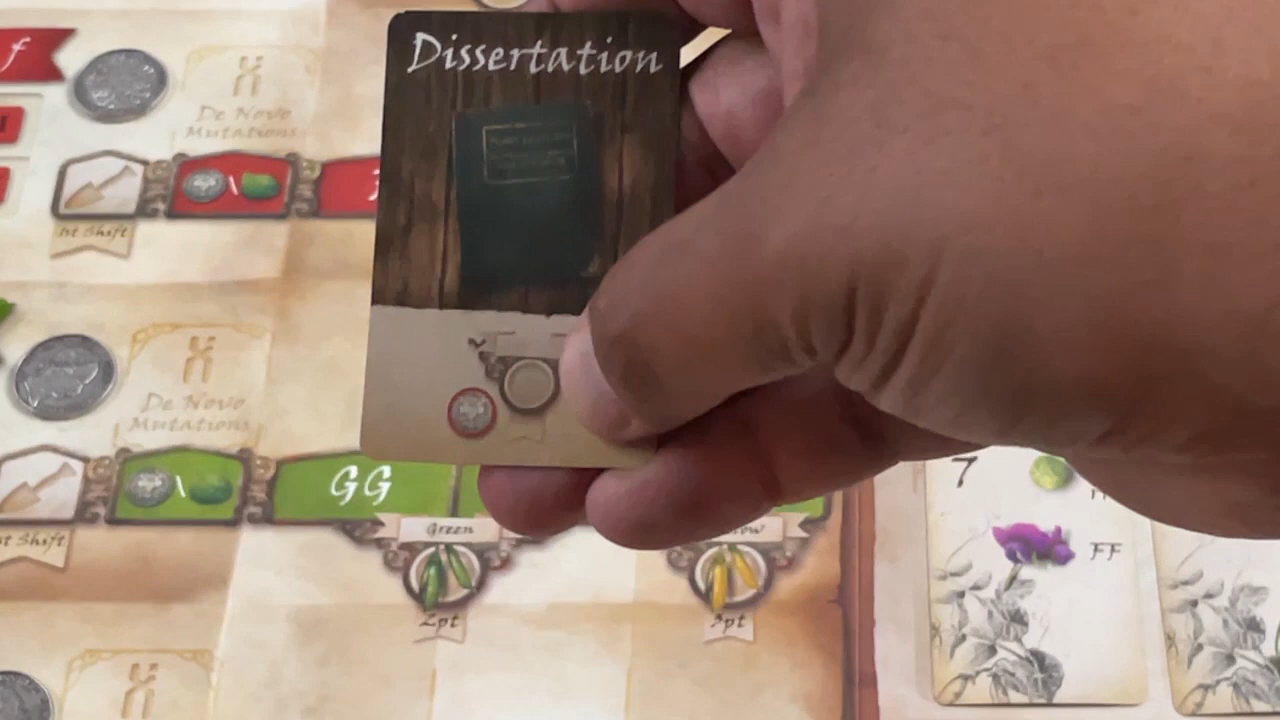 Dissertation
f
De Novo
Mutations
1st Shift
De Novo
Mutations
GG
st Shift
Green
2pt
3pt
7
FF